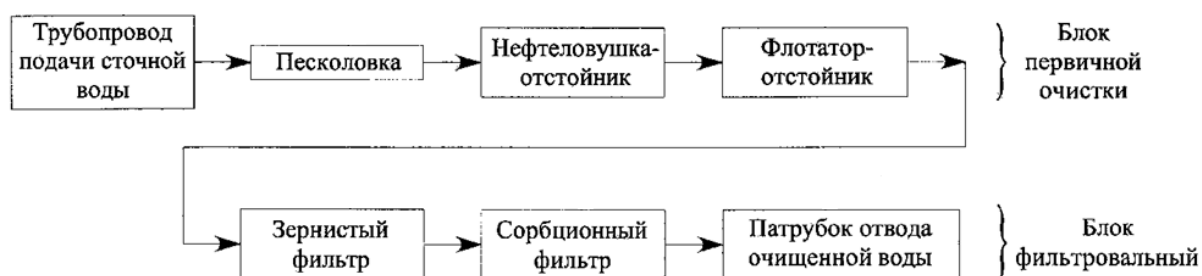 Трубопровод
подачи сточной
воды
Песколовка
Нефтеловушка-
отстойник
Флотатор-
отстойник
Блок
первичной
очистки
Зернистый
фильтр
Сорбционный
фильтр
Патрубок отвода
очищенной воды
Блок
фильтровальный